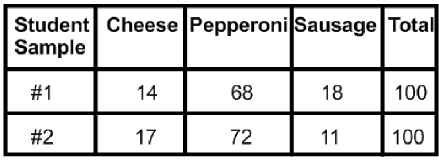 Student Sample Cheese Pepperoni Sausage Total
#1 14 68 18 100
#2 17 72 11 100